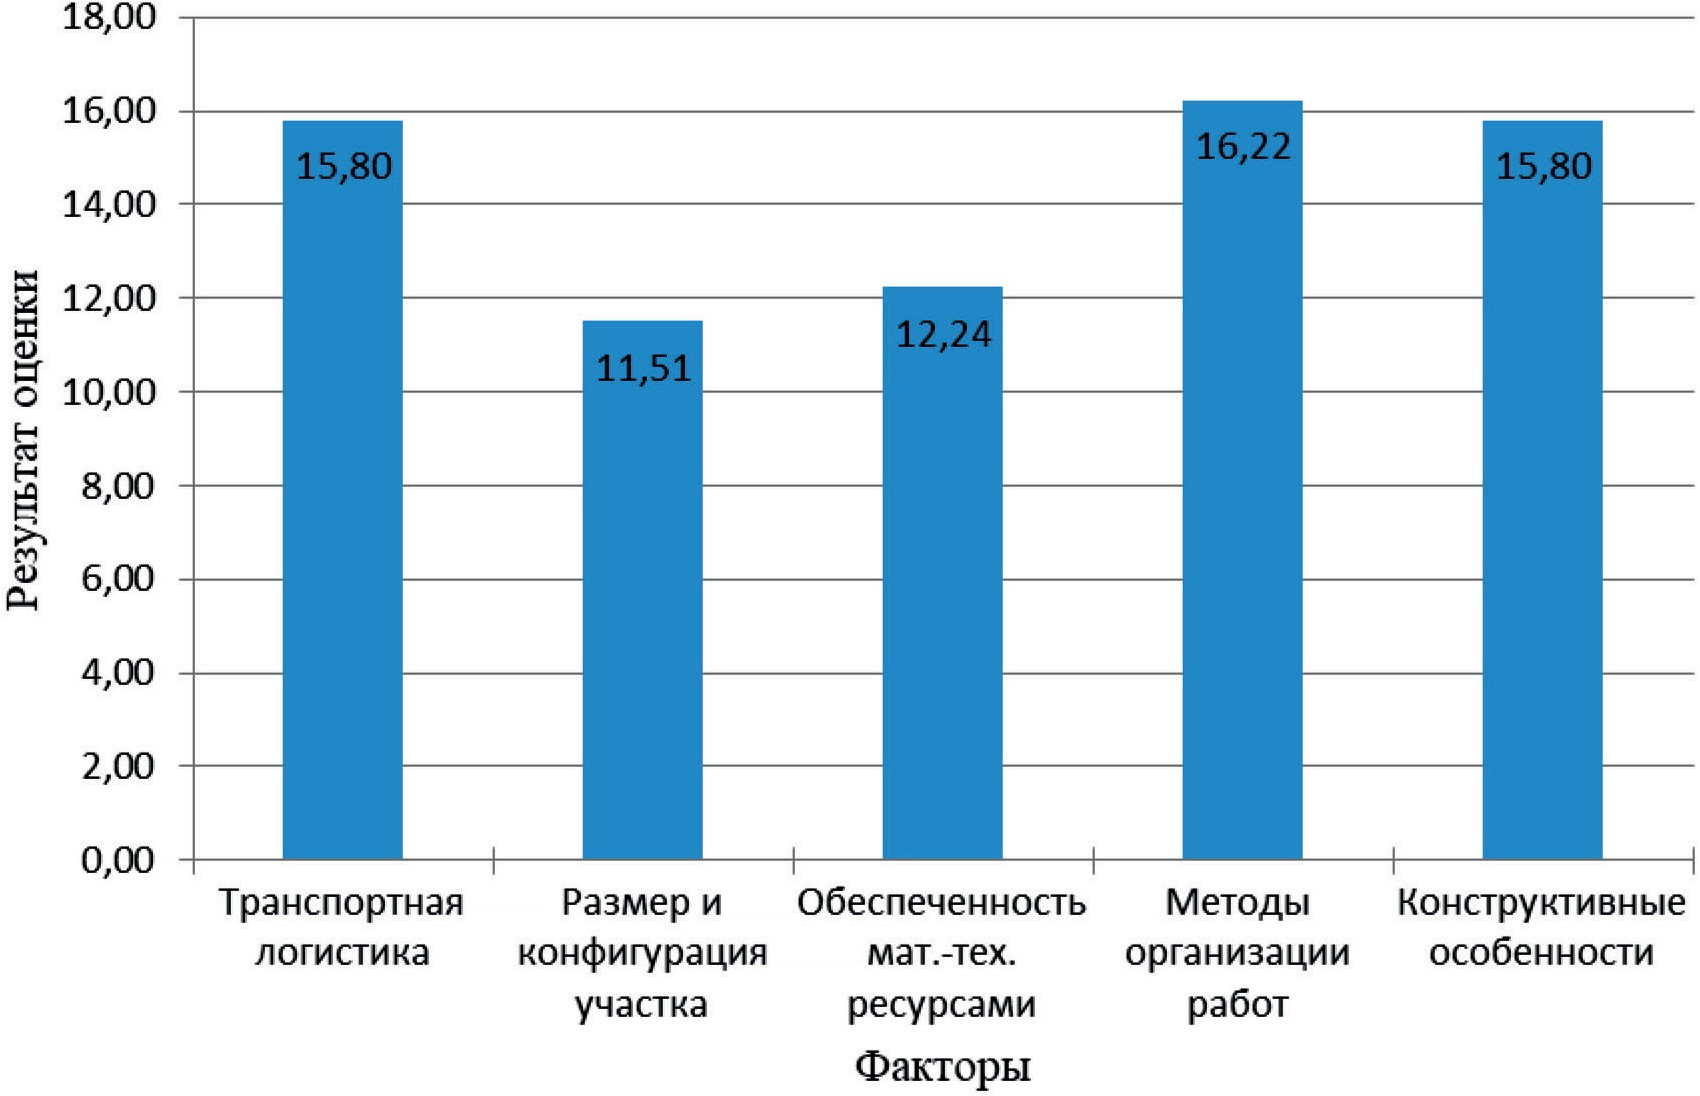 18,00
16,00
14,00
12,00
10,00
8,00
6,00
4,00
2,00
0,00
Результат оценки
15,80
11,51
12,24
16,22
15,80
Транспортная
логистика
Размер и
конфигурация
участка
Обеспеченность
мат.-тех.
ресурсами
Методы
организации
работ
Конструктивные
особенности
Факторы